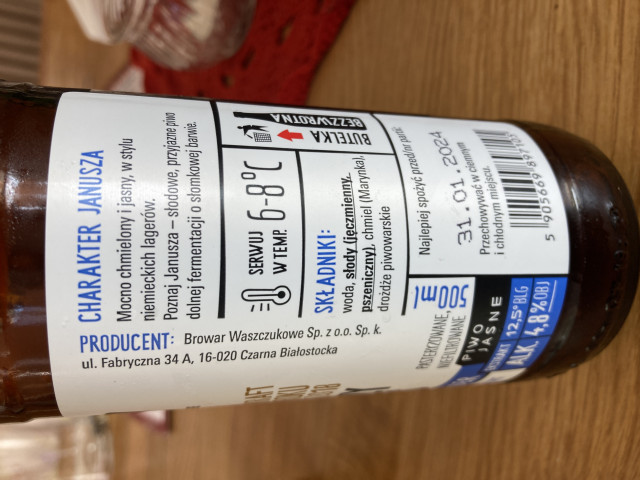 CHARAKTER JANUSZA
Mocno chmielony i jasny, w stylu
niemieckich lagerów.
Poznaj Janusza – słodowe, przyjazne piwo
dolnej fermentacji o słomkowej barwie.
PRODUCENT: Browar Waszczukowe Sp. z o.o. Sp. k.
ul. Fabryczna 34 A, 16-020 Czarna Białostocka
SERWUJ
W TEMP. 6-8°C
BUTELKA
BEZZWROTNA
SKŁADNIKI:
woda, słody (jęczmienny,
pszeniczny), chmiel (Marynka),
drożdże piwowarskie
Najlepiej spożyć przed/nr partii:
31.01.2024
Przechowywać w ciemnym
i chłodnym miejscu.
5 905669 897103
500ml
PASTERYZOWANE,
NIEFILTROWANE
PIWO
JASNE
12,5°BLG
ALK. 4,8%OBJ